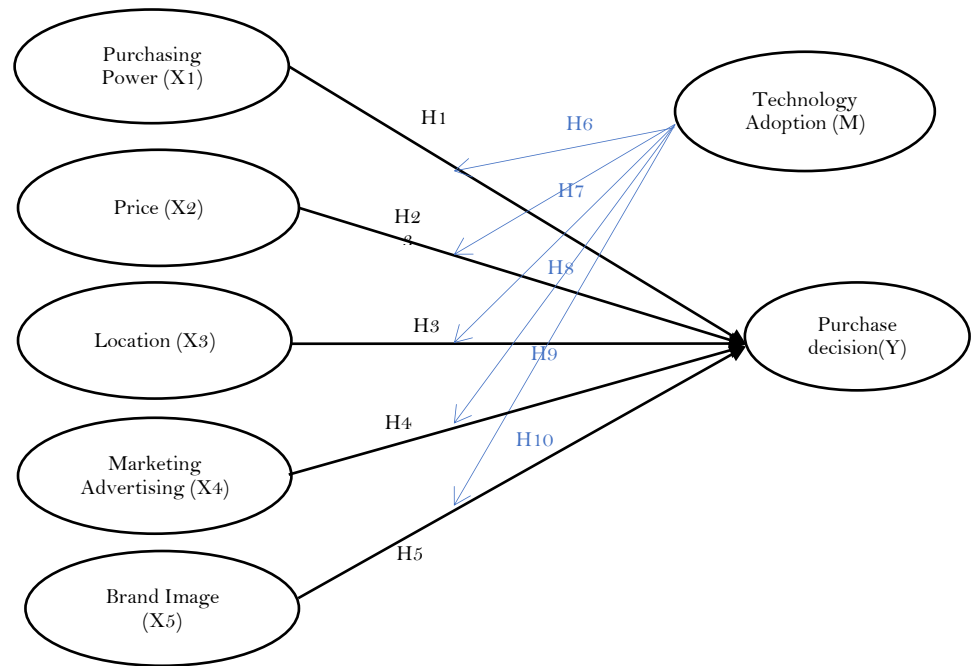 Purchasing
Power (X1)
Technology
Adoption (M)
H1
H6
H7
Price (X2)
H2
H8
Location (X3)
H3
Purchase
decision(Y)
H9
H4
H10
Marketing
Advertising (X4)
H5
Brand Image
(X5)